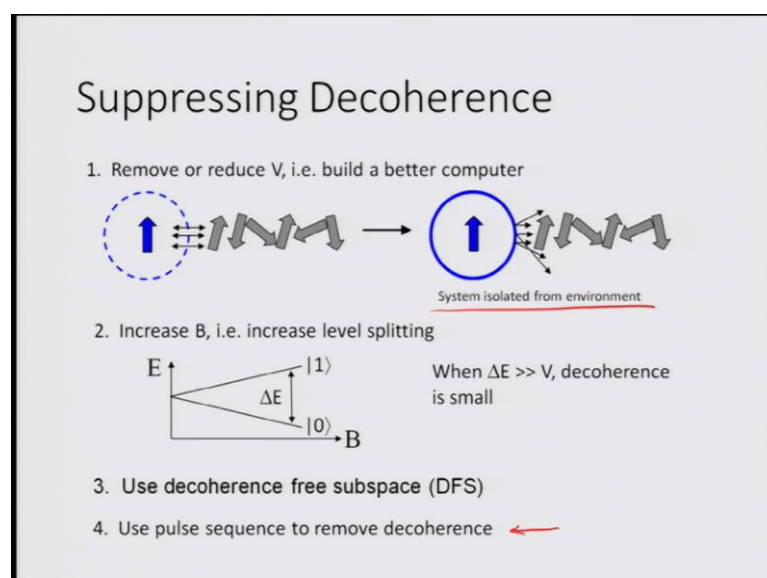 Suppressing Decoherence
1. Remove or reduce V, i.e. build a better computer
System isolated from environment
2. Increase B, i.e. increase level splitting
E
|1⟩
ΔE
|0⟩
B
When ΔE >> V, decoherence
is small
3. Use decoherence free subspace (DFS)
4. Use pulse sequence to remove decoherence